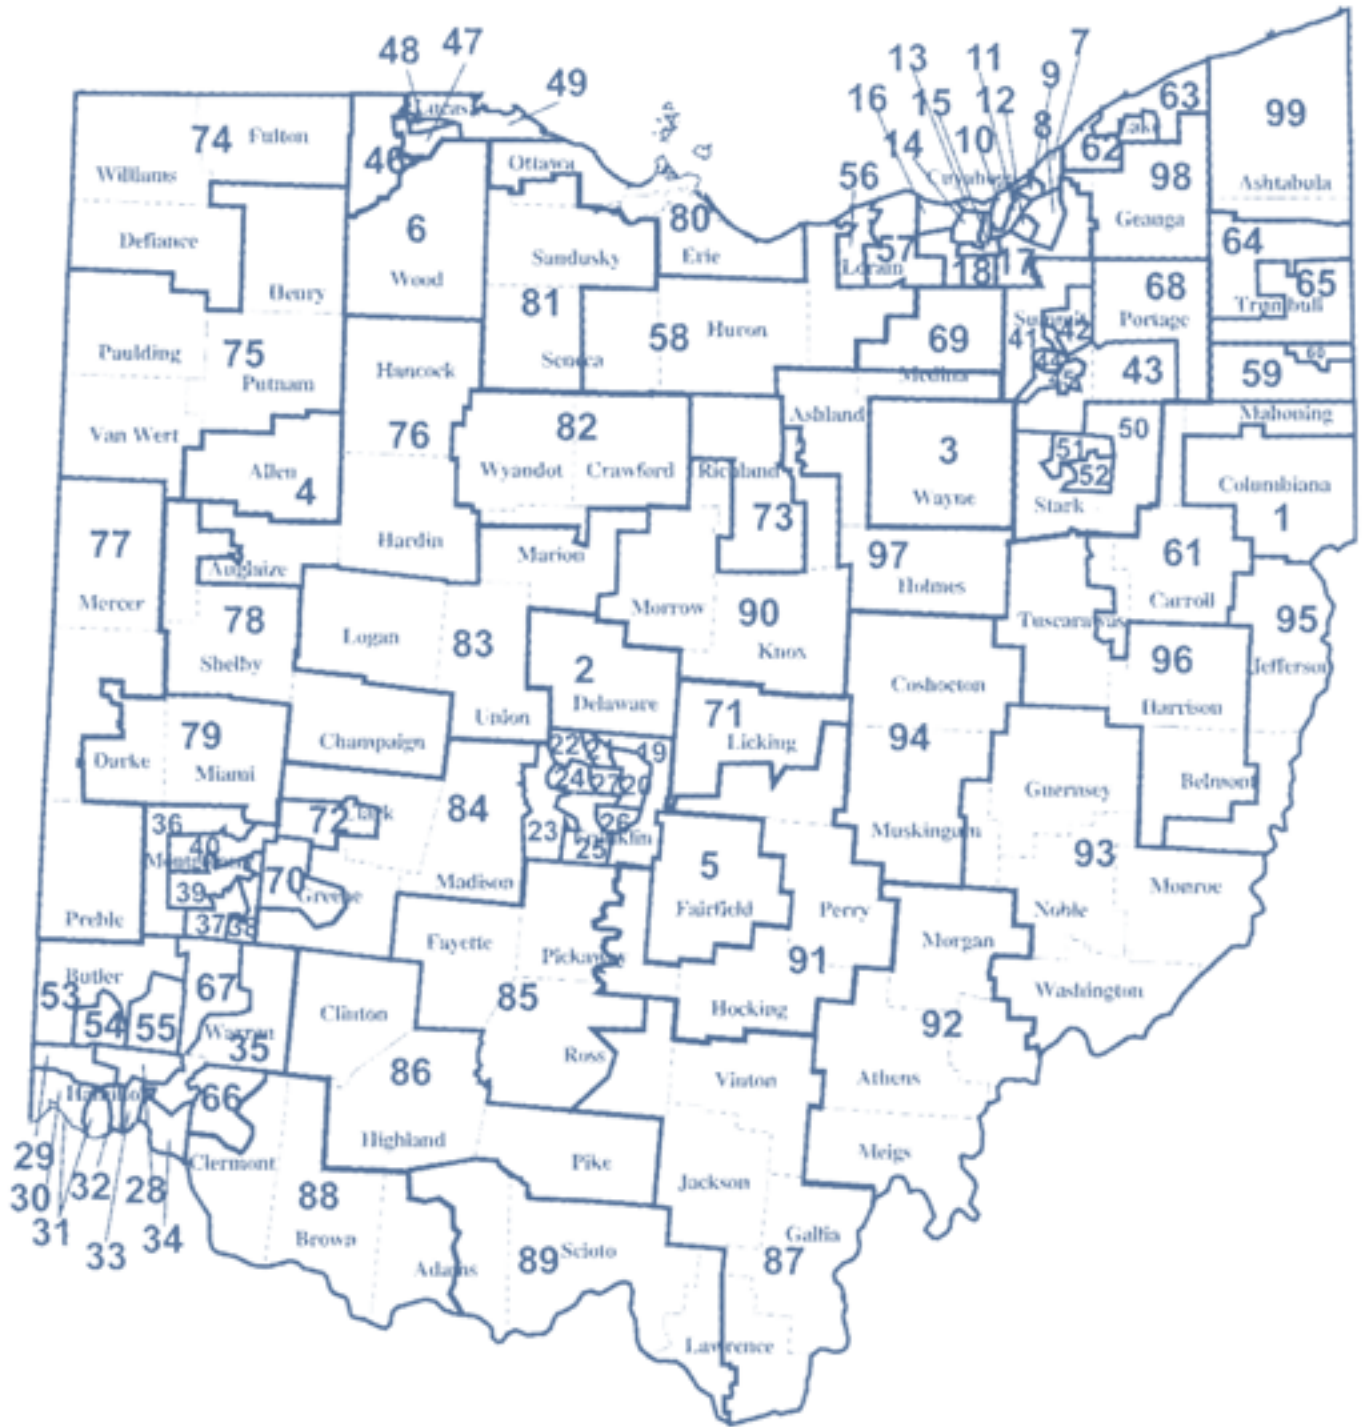 7
47
48
11
13
9
49
63
12
15
16
99
Lucas
8
10
14
Fulton
74
Lake
62
46
Ottawa
Cuyahoga
56
98
Williams
Ashtabula
80
Geauga
6
Defiance
64
57
Sandusky
Erie
Lorain
17
18
Wood
65
68
Henry
81
Trumbull
Summit
Portage
Huron
58
41
42
69
Paulding
75
44
60
Seneca
Hancock
Medina
43
59
Putnam
Ashland
Mahoning
82
50
Van Wert
76
3
51
Allen
Wyandot
Crawford
Richland
52
4
Columbiana
Wayne
Stark
73
1
77
Hardin
Marion
97
61
Auglaize
Holmes
Mercer
Carroll
Morrow
90
78
Logan
95
Tuscarawas
83
Shelby
Knox
96
2
Jefferson
Coshocton
Delaware
Harrison
71
Union
79
Champaign
Licking
94
22
21
19
Darke
Miami
24
27
20
Belmont
Guernsey
84
72
Clark
36
26
23
Franklin
Muskingum
40
25
Montgomery
93
5
70
Madison
Monroe
39
Greene
Fairfield
Perry
Noble
Preble
37
38
Fayette
Morgan
Pickaway
91
Butler
67
53
85
Washington
Hocking
Clinton
54
55
92
Warren
35
Ross
86
Vinton
Athens
Hamilton
66
Highland
Meigs
29
Clermont
Pike
Jackson
30
32
28
88
31
34
33
Brown
Gallia
89
Scioto
87
Adams
Lawrence